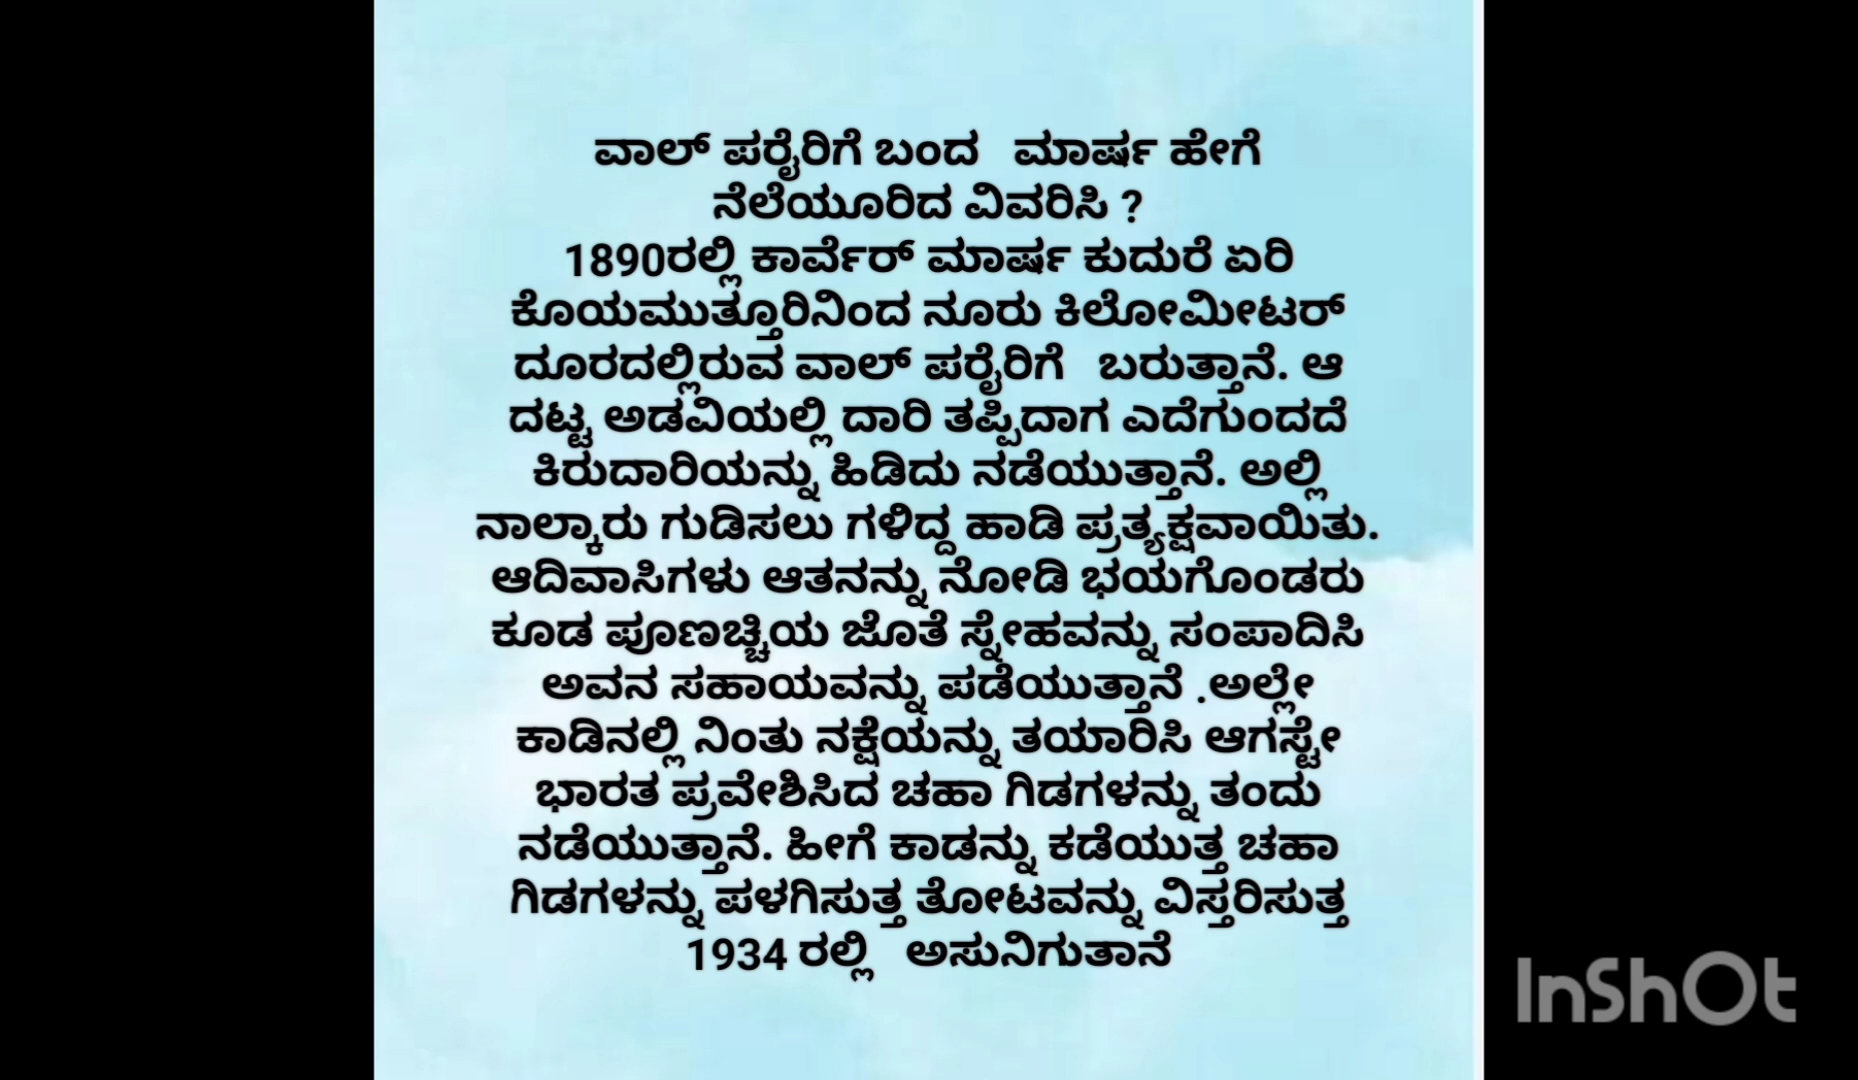 ವಾಲ್ ಪರೈರಿಗೆ ಬಂದ ಮಾರ್ಷ ಹೇಗೆ
ನೆಲೆಯೂರಿದ ವಿವರಿಸಿ ?
1890ರಲ್ಲಿ ಕಾರ್ವೆರ್ ಮಾರ್ಷ ಕುದುರೆ ಏರಿ
ಕೊಯಮುತ್ತೂರಿನಿಂದ ನೂರು ಕಿಲೋಮೀಟರ್
ದೂರದಲ್ಲಿರುವ ವಾಲ್ ಪರೈರಿಗೆ ಬರುತ್ತಾನೆ. ಆ
ದಟ್ಟ ಅಡವಿಯಲ್ಲಿ ದಾರಿ ತಪ್ಪಿದಾಗ ಎದೆಗುಂದದೆ
ಕಿರುದಾರಿಯನ್ನು ಹಿಡಿದು ನಡೆಯುತ್ತಾನೆ. ಅಲ್ಲಿ
ನಾಲ್ಕಾರು ಗುಡಿಸಲು ಗಳಿದ್ದ ಹಾಡಿ ಪ್ರತ್ಯಕ್ಷವಾಯಿತು.
ಆದಿವಾಸಿಗಳು ಆತನನ್ನು ನೋಡಿ ಭಯಗೊಂಡರು
ಕೂಡ ಪೂಣಚ್ಚಿಯ ಜೊತೆ ಸ್ನೇಹವನ್ನು ಸಂಪಾದಿಸಿ
ಅವನ ಸಹಾಯವನ್ನು ಪಡೆಯುತ್ತಾನೆ .ಅಲ್ಲೇ
ಕಾಡಿನಲ್ಲಿ ನಿಂತು ನಕ್ಷೆಯನ್ನು ತಯಾರಿಸಿ ಆಗಸ್ಟೇ
ಭಾರತ ಪ್ರವೇಶಿಸಿದ ಚಹಾ ಗಿಡಗಳನ್ನು ತಂದು
ನಡೆಯುತ್ತಾನೆ. ಹೀಗೆ ಕಾಡನ್ನು ಕಡೆಯುತ್ತ ಚಹಾ
ಗಿಡಗಳನ್ನು ಪಳಗಿಸುತ್ತ ತೋಟವನ್ನು ವಿಸ್ತರಿಸುತ್ತ
1934 ರಲ್ಲಿ ಅಸುನಿಗುತಾನೆ
InShOt